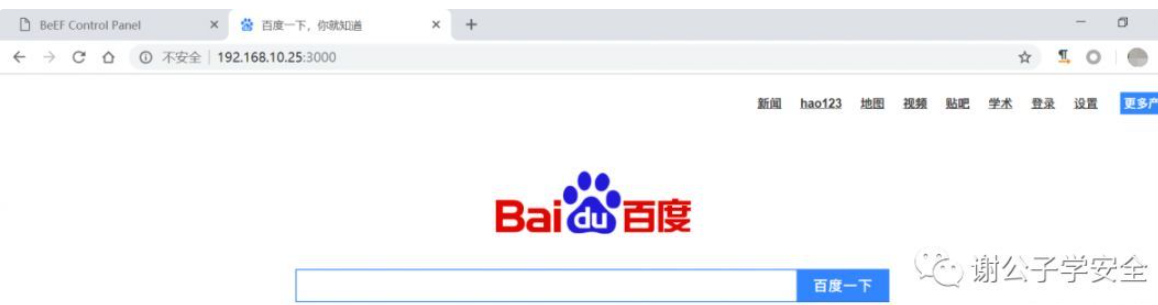 BeEF Control Panel
百度一下，你就知道
不安全 | 192.168.10.25:3000
新闻 hao123 地图 视频 贴吧 学术 登录 设置 更多产
Bai du 百度
百度一下
谢公子学安全